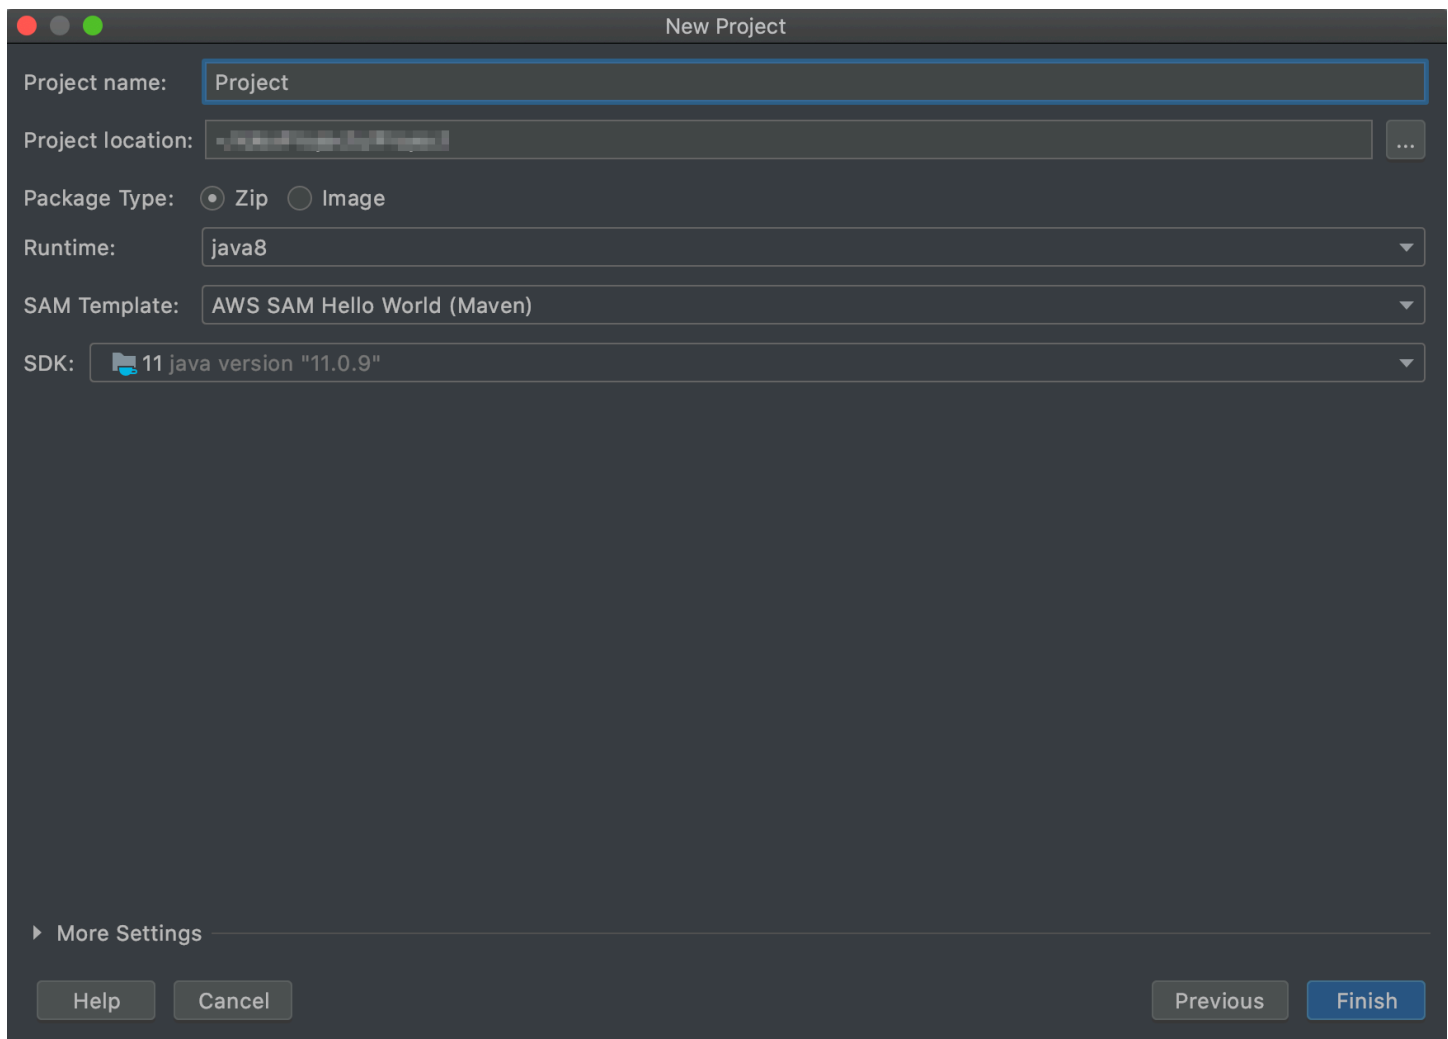 New Project
Project name: Project
Project location: ...
Package Type: Zip Image
Runtime: java8
SAM Template: AWS SAM Hello World (Maven)
SDK: 11 java version "11.0.9"
More Settings
Help Cancel Previous Finish